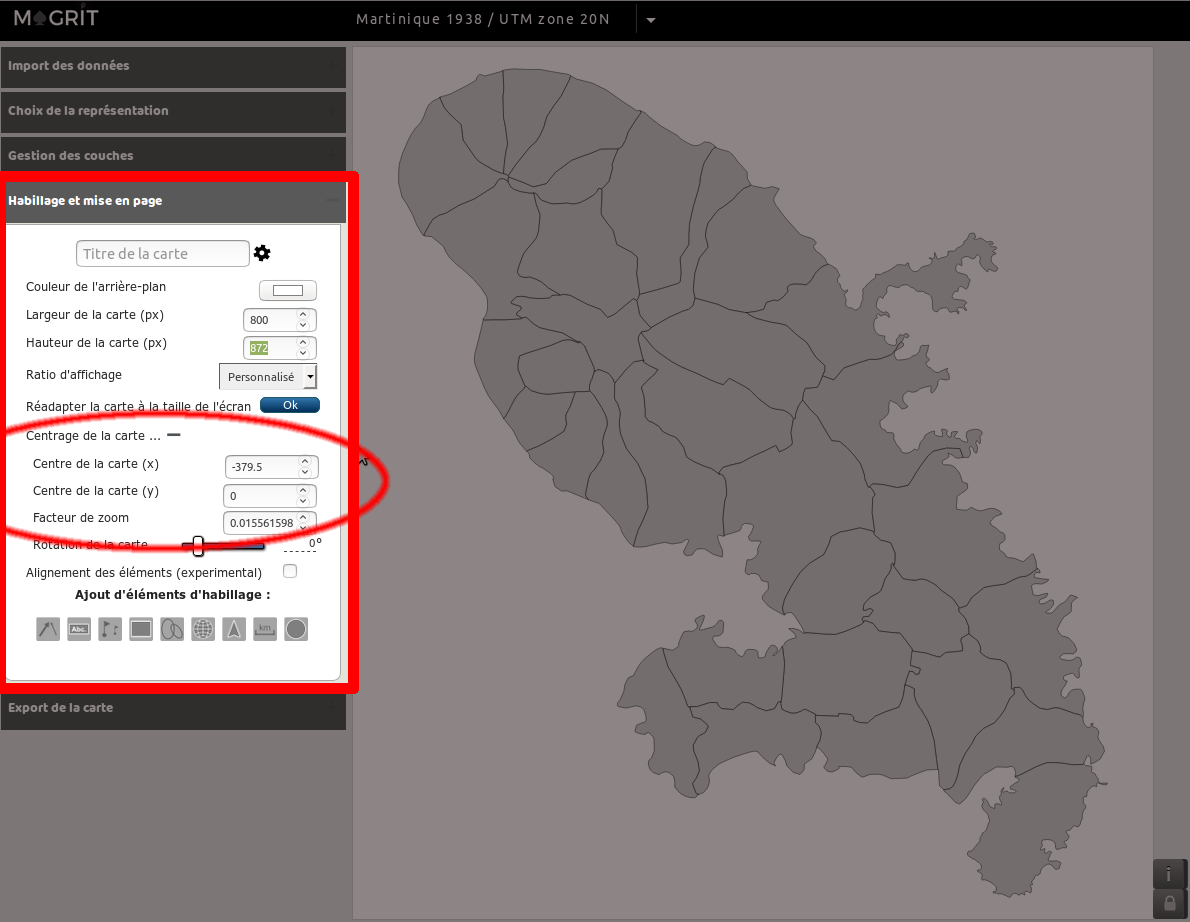 MAGRIT
Martinique 1938 / UTM zone 20N
Import des données
Choix de la représentation
Gestion des couches
Habillage et mise en page
Titre de la carte
Couleur de l'arrière-plan
Largeur de la carte (px) 800
Hauteur de la carte (px) 872
Ratio d'affichage Personnalisé
Réadapter la carte à la taille de l'écran Ok
Centrage de la carte ...
Centre de la carte (x) -379.5
Centre de la carte (y) 0
Facteur de zoom 0.015561598
Rotation de la carte 0°
Alignement des éléments (experimental)
Ajout d'éléments d'habillage :
Abc.
km
Export de la carte
i